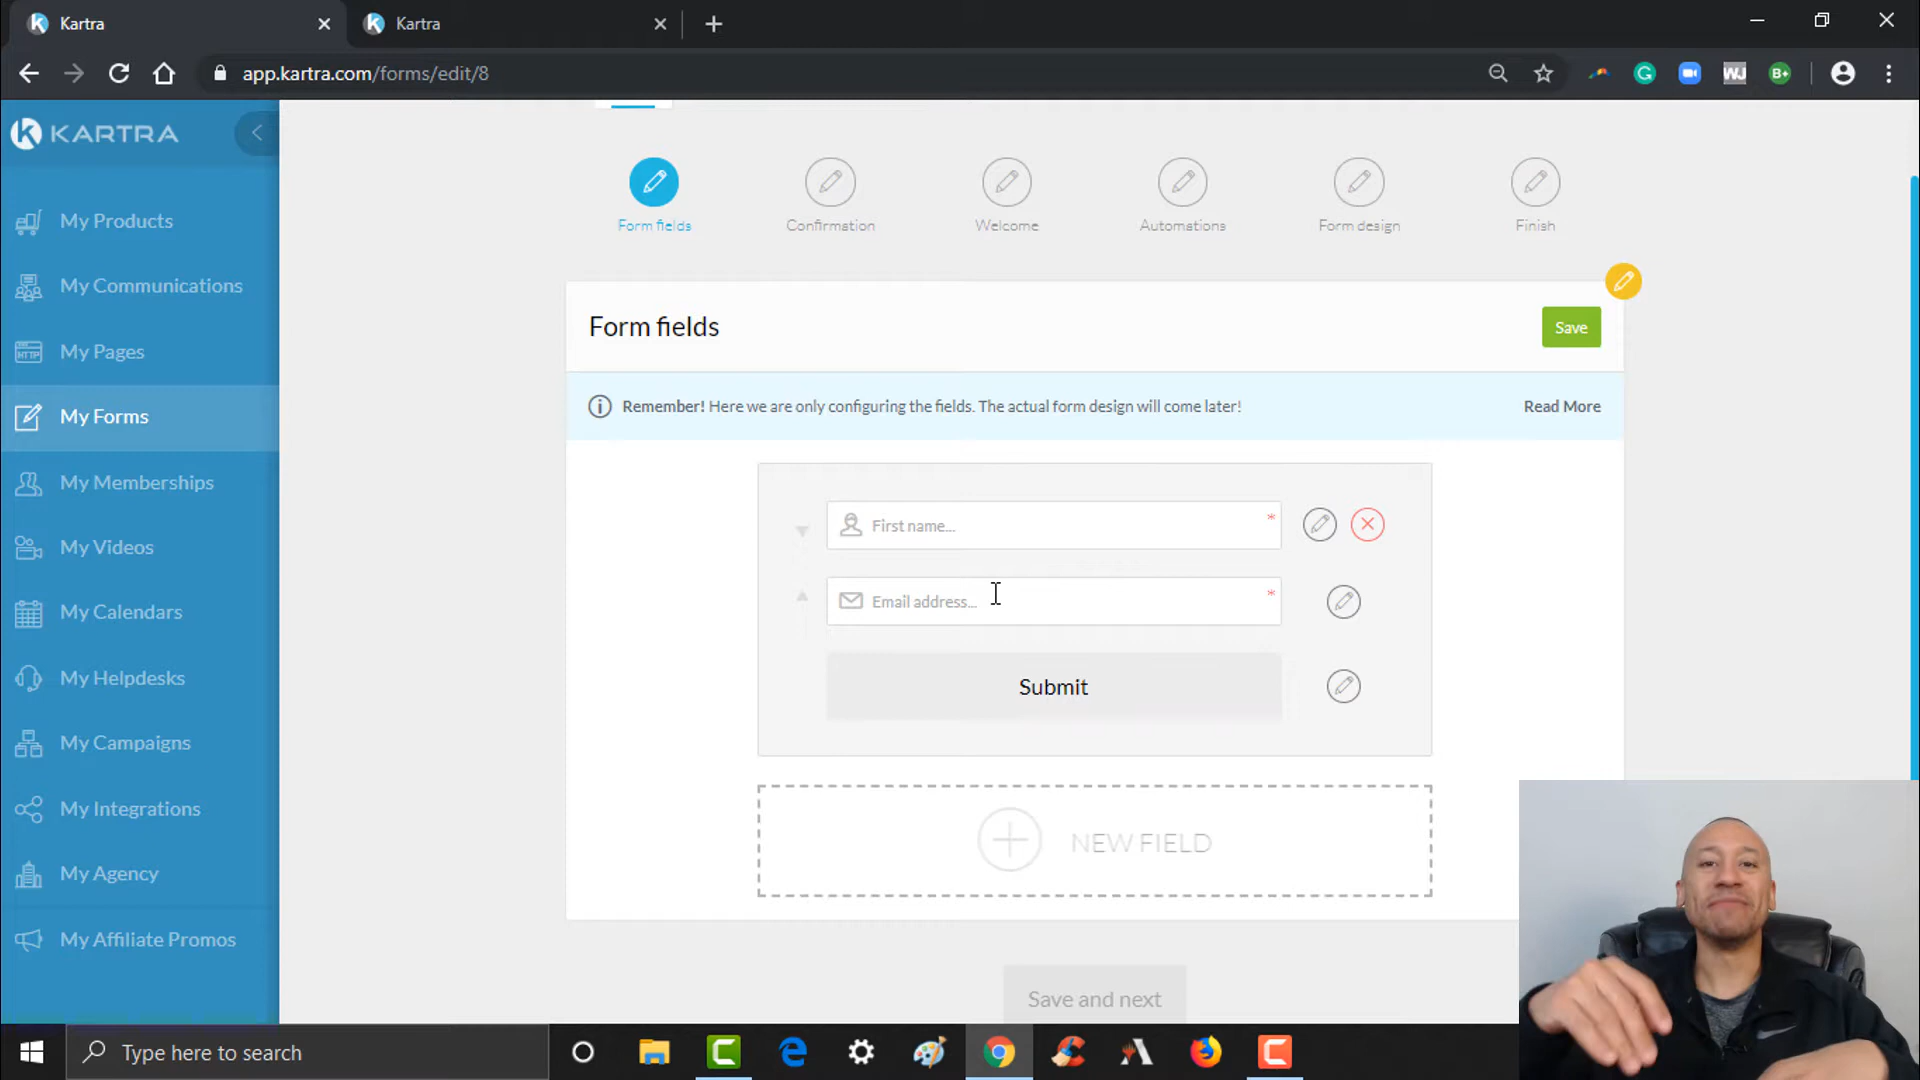 Kartra
Kartra
app.kartra.com/forms/edit/8
KARTRA
My Products
My Communications
My Pages
HTTP
My Forms
My Memberships
My Videos
My Calendars
My Helpdesks
My Campaigns
My Integrations
My Agency
My Affiliate Promos
Form fields
Confirmation
Welcome
Automations
Form design
Finish
Form fields
Save
Remember! Here we are only configuring the fields. The actual form design will come later!
Read More
First name... *
Email address... *
Submit
NEW FIELD
Save and next
Type here to search